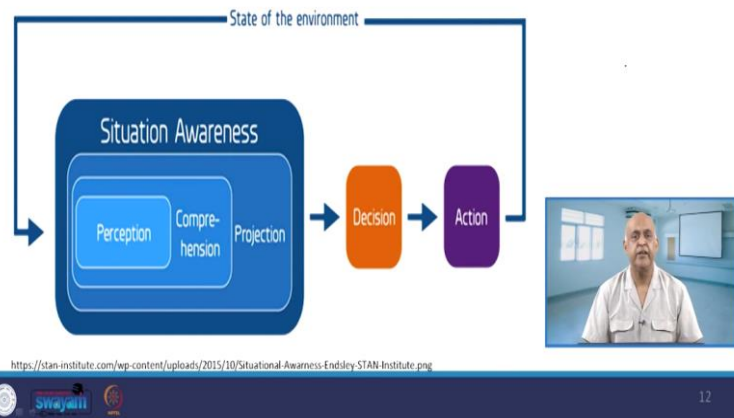 State of the environment
Situation Awareness
Perception
Compre-
hension
Projection
Decision
Action
https://stan-institute.com/wp-content/uploads/2015/10/Situational-Awarness-Endsley-STAN-Institute.png
swayam
12